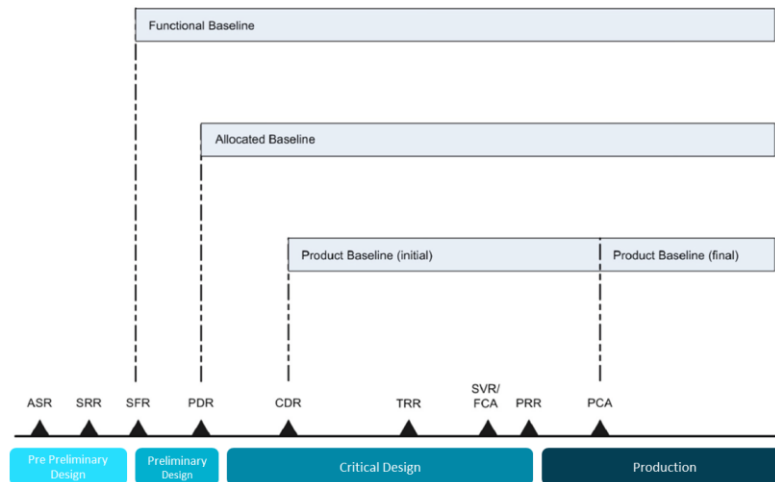 Functional Baseline
Allocated Baseline
Product Baseline (initial)
Product Baseline (final)
ASR
SRR
SFR
PDR
CDR
TRR
SVR/
FCA
PRR
PCA
Pre Preliminary
Design
Preliminary
Design
Critical Design
Production